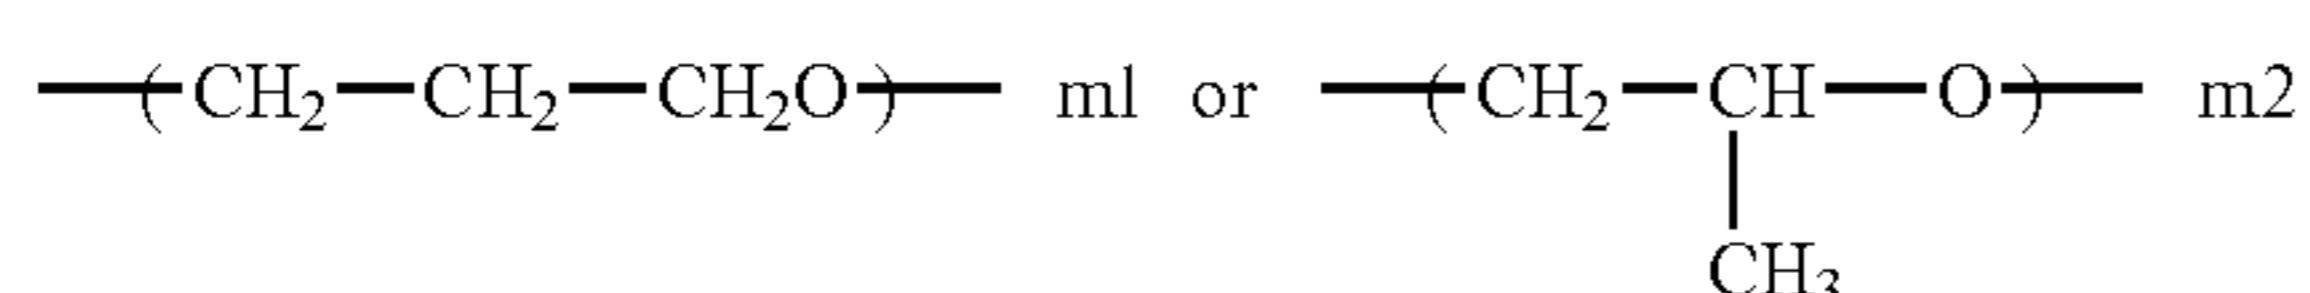 —(CH₂—CH₂—CH₂O)— ml or —(CH₂—CH—O)— m2
CH₃